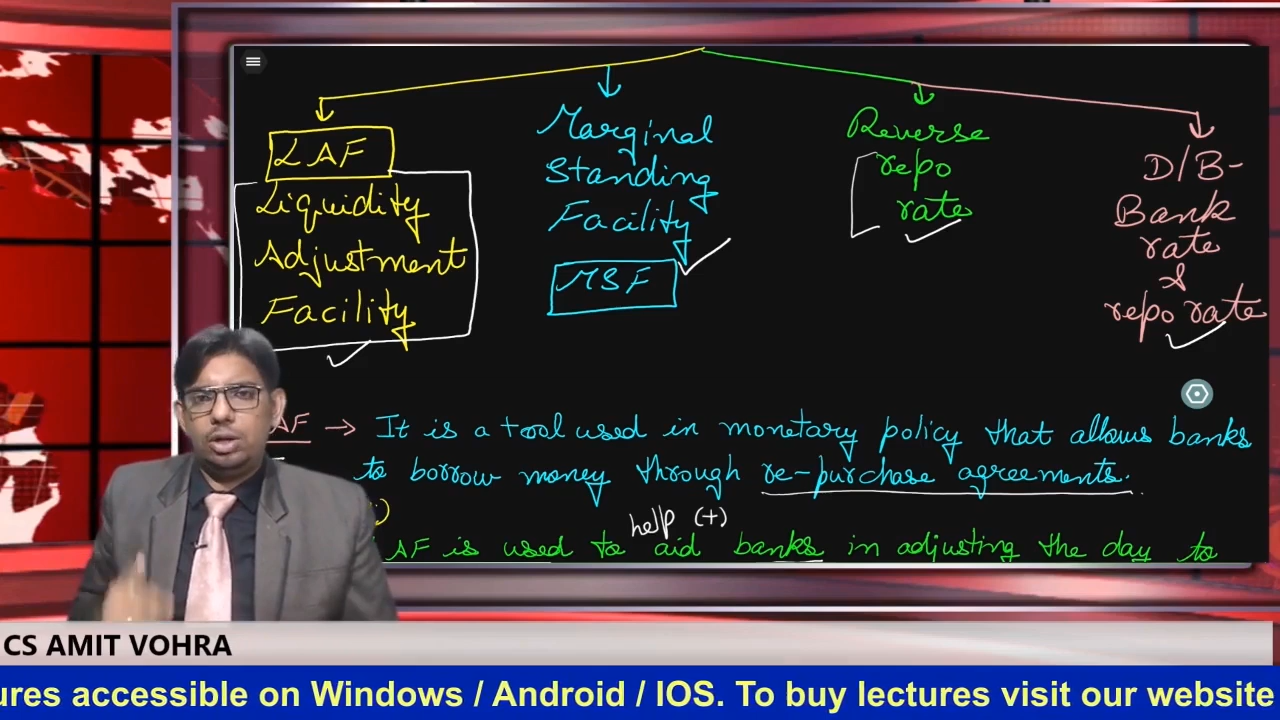 LAF
Liquidity
Adjustment
Facility
Marginal
Standing
Facility
MSF
Reverse
repo
rate
D/B-
Bank
rate
&
repo rate
AF → It is a tool used in monetary policy that allows banks
to borrow money through re-purchase agreements.
help (+)
AF is used to aid banks in adjusting the day to
CS AMIT VOHRA
ures accessible on Windows / Android / IOS. To buy lectures visit our website